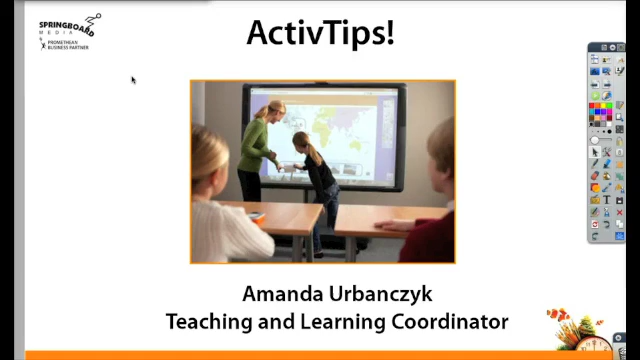 SPRINGBOARD
MEDIA
PROMETHEAN
BUSINESS PARTNER
ActivTips!
Amanda Urbanczyk
Teaching and Learning Coordinator